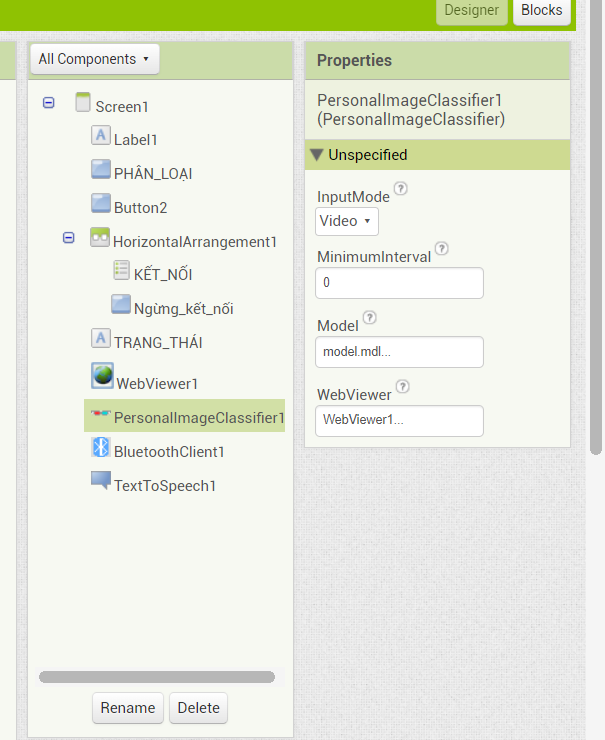 Designer Blocks
All Components
Properties
Screen1
Label1
PHÂN_LOẠI
Button2
HorizontalArrangement1
KẾT_NỐI
Ngừng_kết_nối
TRẠNG_THÁI
WebViewer1
PersonalImageClassifier1
BluetoothClient1
TextToSpeech1
Rename Delete
PersonalImageClassifier1
(PersonalImageClassifier)
Unspecified
InputMode ?
Video
MinimumInterval ?
0
Model ?
model.mdl...
WebViewer ?
WebViewer1...